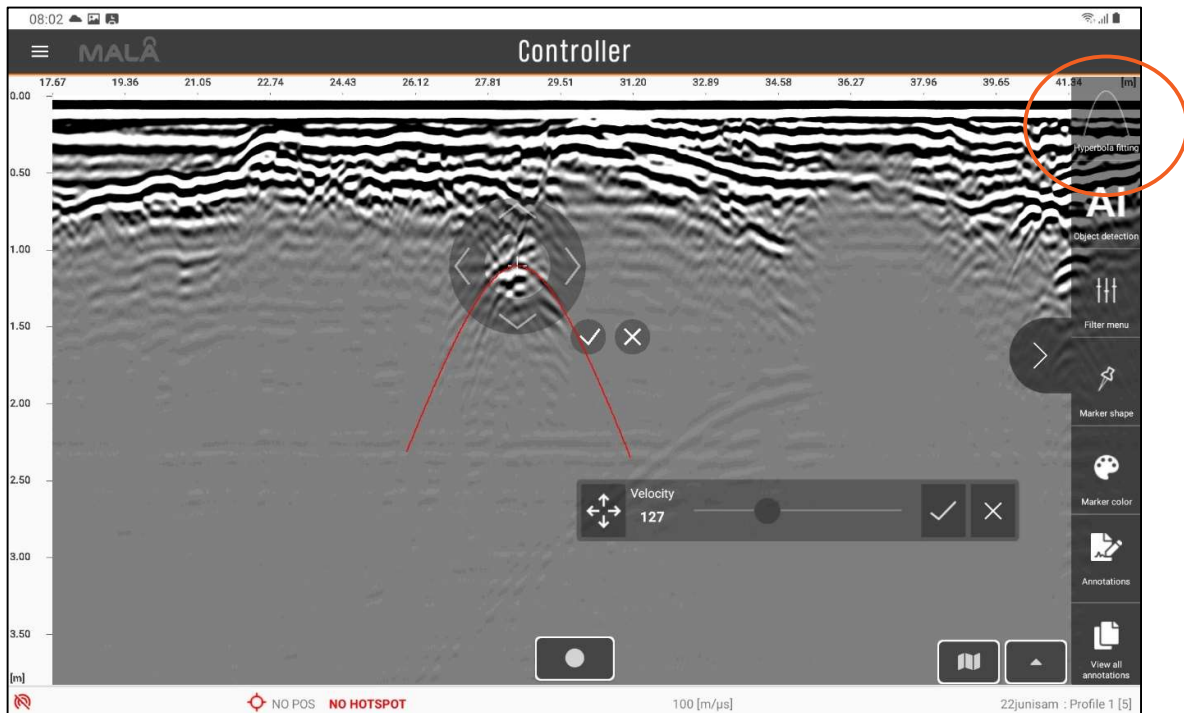 08:02
MALÅ
Controller
17.67 19.36 21.05 22.74 24.43 26.12 27.81 29.51 31.20 32.89 34.58 36.27 37.96 39.65 41.34 [m]
0.00
Hyperbola fitting
0.50
AI
Object detection
1.00
Filter menu
1.50
2.00
Marker shape
2.50
Velocity
127
Marker color
3.00
Annotations
3.50
View all
annotations
[m]
NO POS NO HOTSPOT 100 [m/µs] 22junisam : Profile 1 [5]